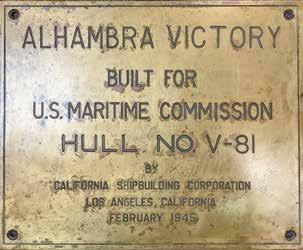 ALHAMBRA VICTORY
BUILT FOR
U.S. MARITIME COMMISSION
HULL NO. V-81
BY
CALIFORNIA SHIPBUILDING CORPORATION
LOS ANGELES, CALIFORNIA
FEBRUARY 1945